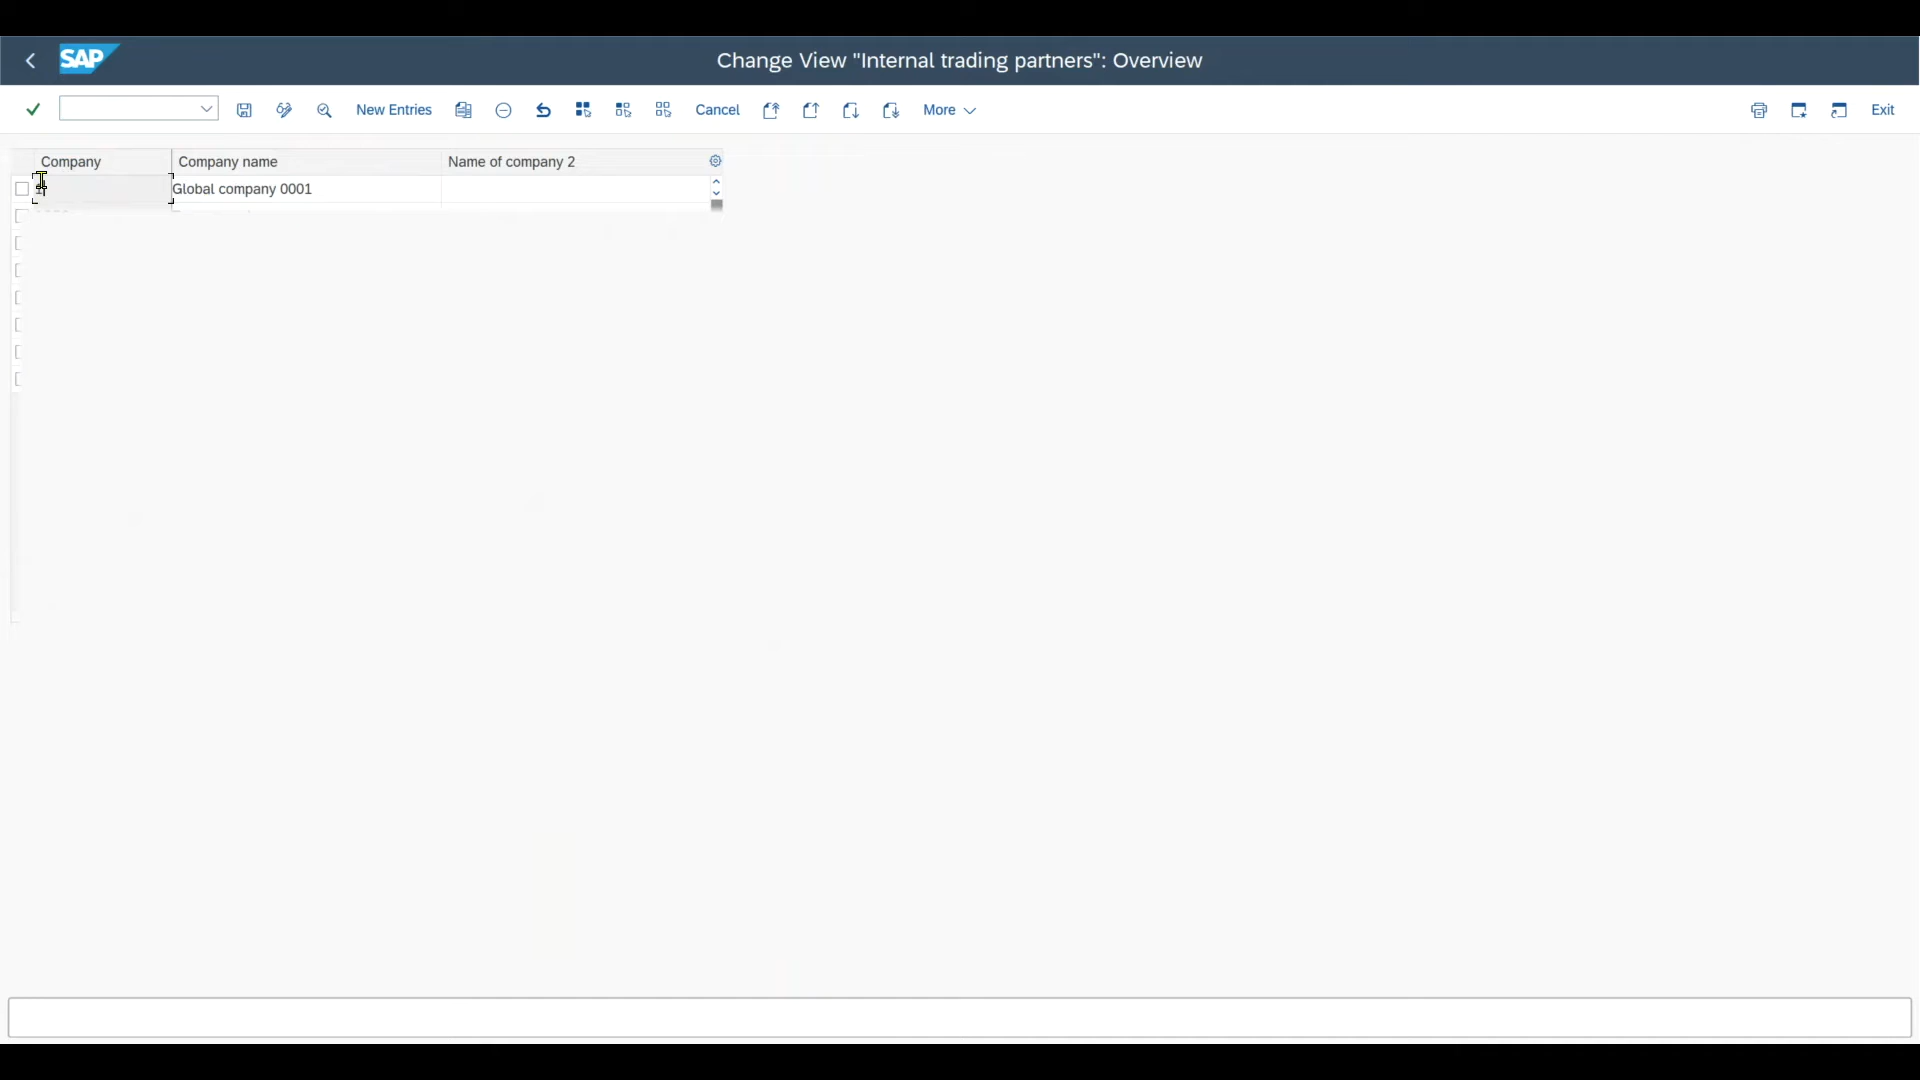 SAP
Change View "Internal trading partners": Overview
New Entries
Cancel
More
Exit
Company
Company name
Name of company 2
Global company 0001